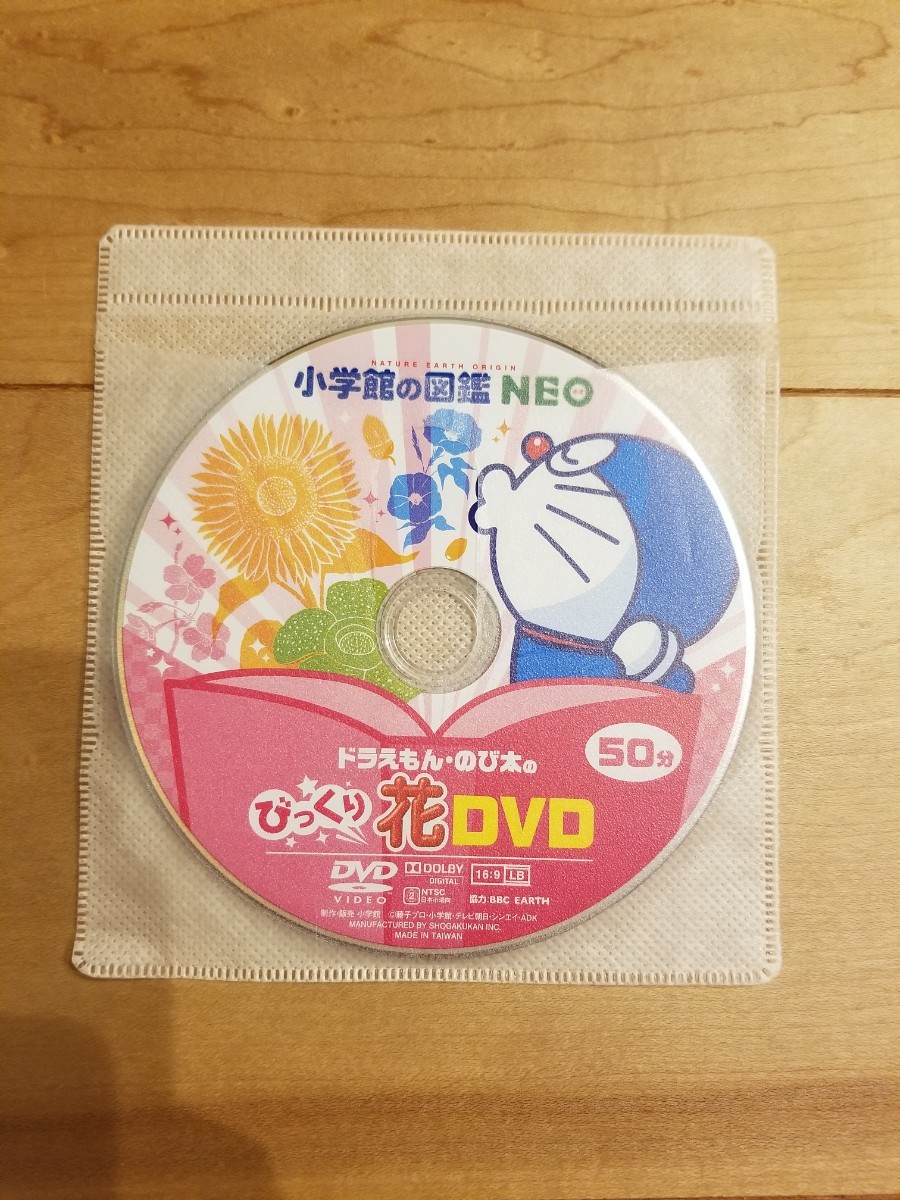 NATURE EARTH ORIGIN
小学館の図鑑 NEO
ドラえもん・のび太の
50分
びっくり花DVD
DVD
VIDEO
DOLBY
DIGITAL
16:9 LB
2
NTSC
日本市場向
協力:BBC EARTH
制作・販売 小学館 ©藤子プロ・小学館・テレビ朝日・シンエイ・ADK
MANUFACTURED BY SHOGAKUKAN INC.
MADE IN TAIWAN